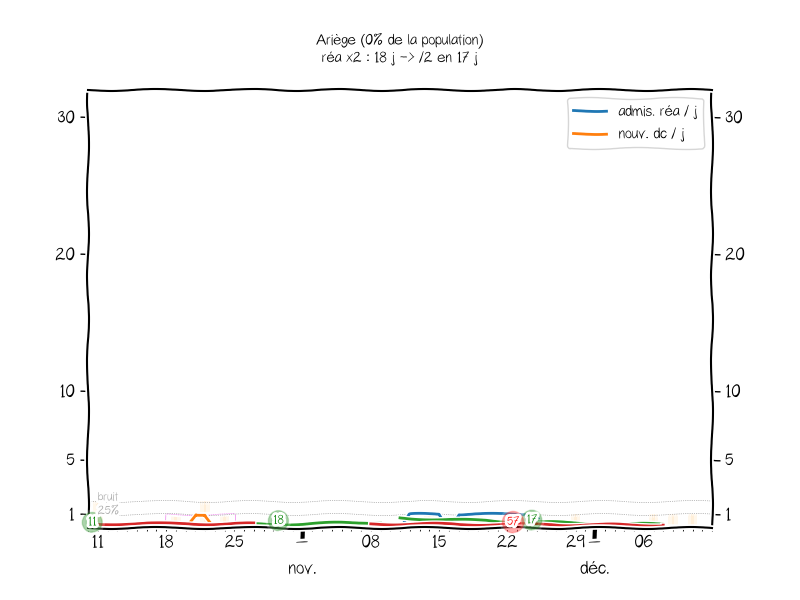 Ariège (0% de la population)
réa x2 : 18 j -> /2 en 17 j
admis. réa / j
nouv. dc / j
30 30
20 20
10 10
5 5
bruit
25%
1 1
11 18 57 17
11 18 25 08 15 22 29 06
nov. déc.